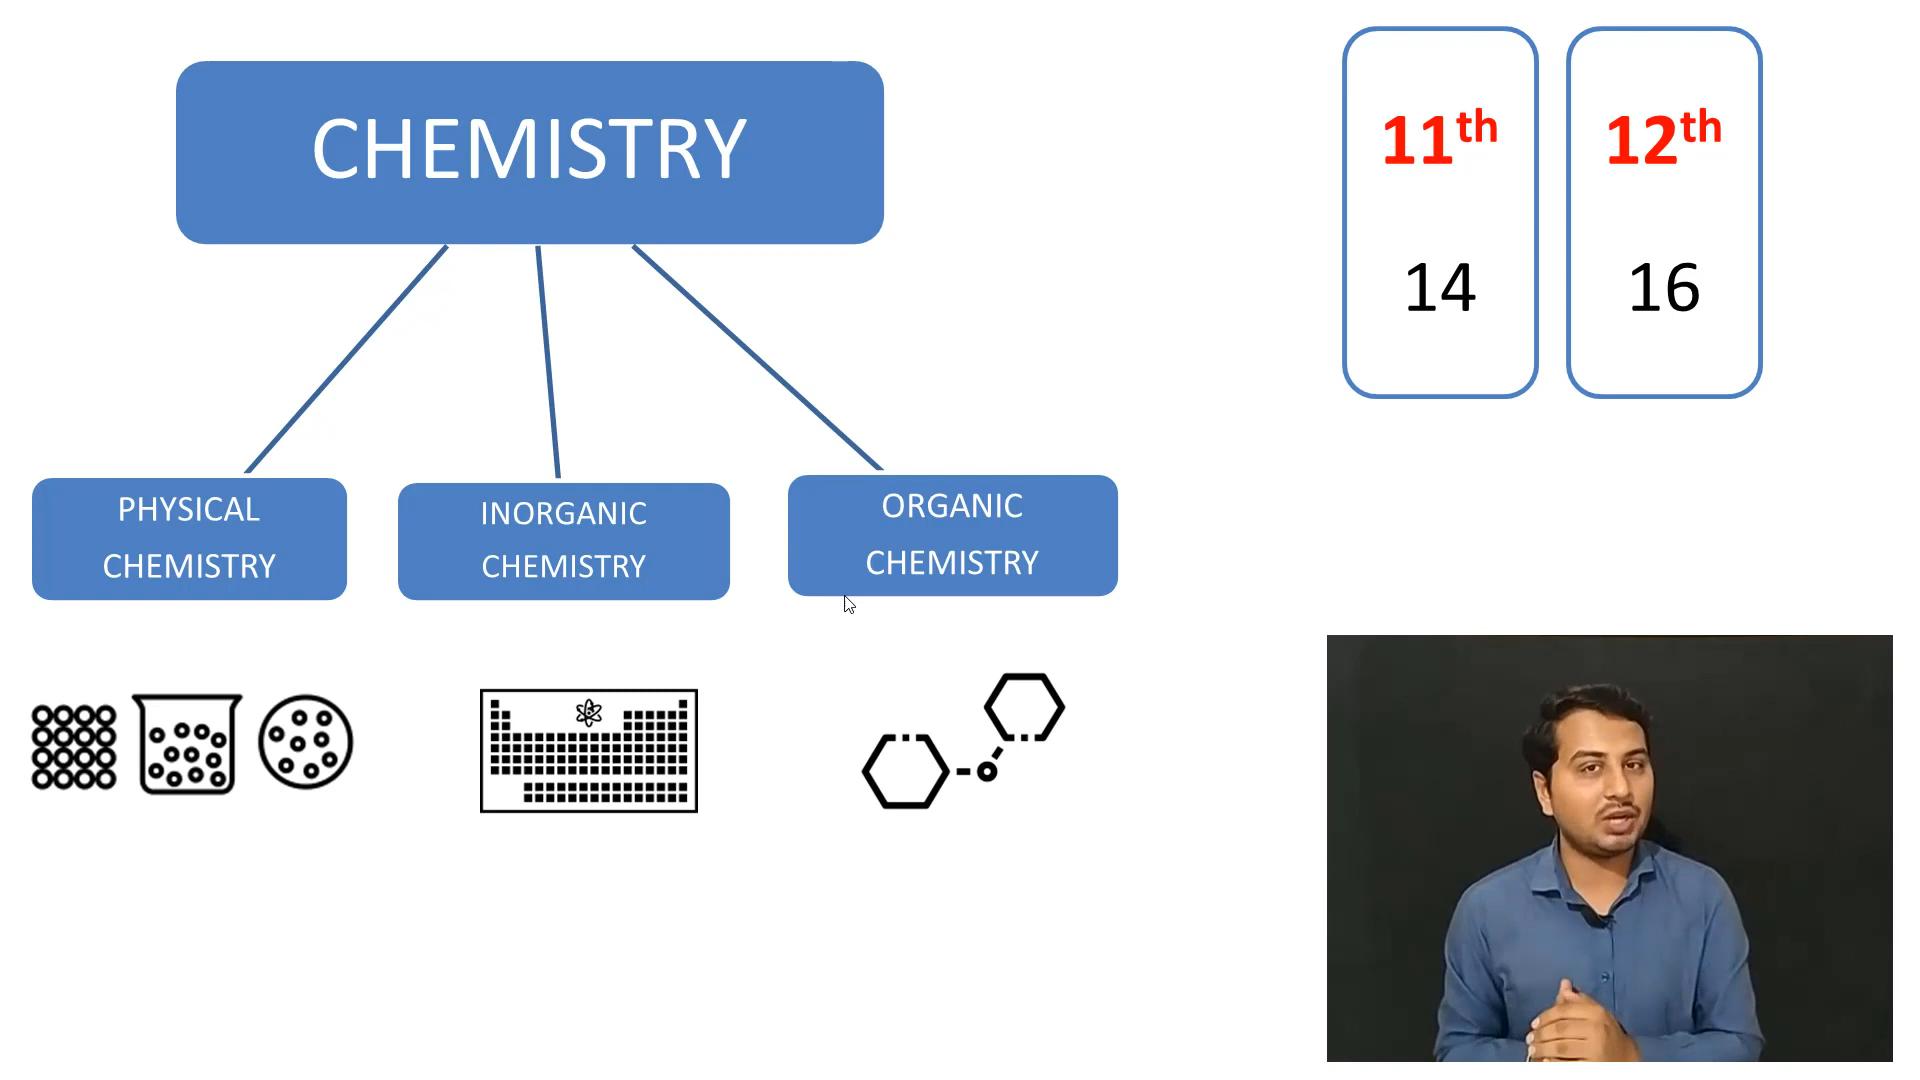 CHEMISTRY
PHYSICAL
CHEMISTRY
INORGANIC
CHEMISTRY
ORGANIC
CHEMISTRY
11th
14
12th
16